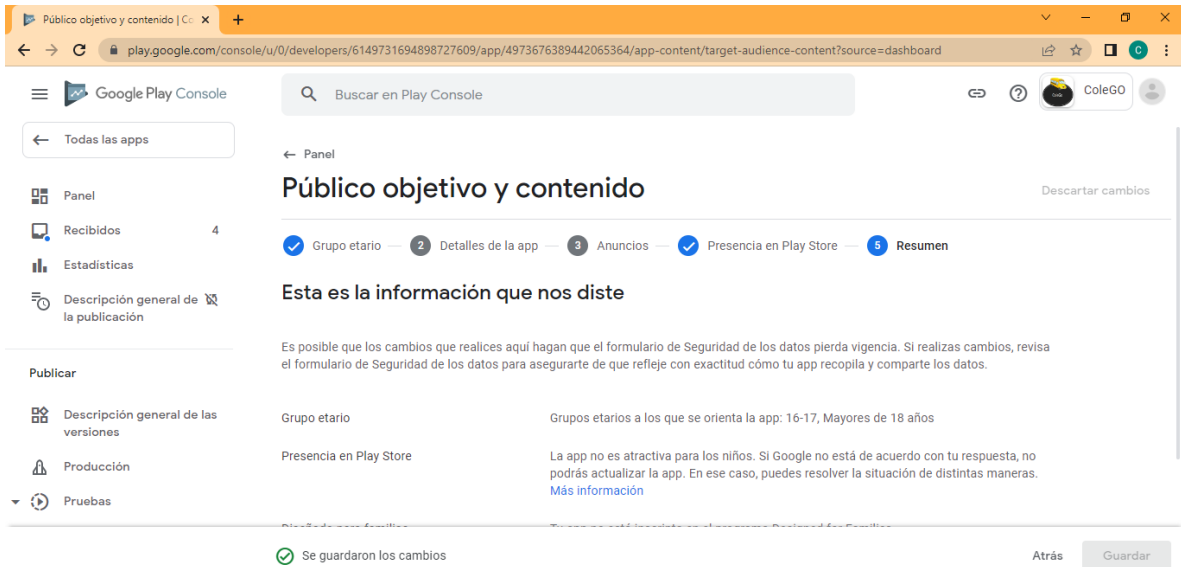 Público objetivo y contenido | Co
play.google.com/console/u/0/developers/6149731694898727609/app/4973676389442065364/app-content/target-audience-content?source=dashboard
C
Google Play Console
Buscar en Play Console
ColeGO
Todas las apps
Panel
Público objetivo y contenido
Descartar cambios
Panel
Recibidos 4
Estadísticas
Descripción general de
la publicación
Grupo etario
2 Detalles de la app
3 Anuncios
Presencia en Play Store
5 Resumen
Esta es la información que nos diste
Es posible que los cambios que realices aquí hagan que el formulario de Seguridad de los datos pierda vigencia. Si realizas cambios, revisa
el formulario de Seguridad de los datos para asegurarte de que refleje con exactitud cómo tu app recopila y comparte los datos.
Publicar
Descripción general de las
versiones
Producción
Pruebas
Grupo etario
Grupos etarios a los que se orienta la app: 16-17, Mayores de 18 años
Presencia en Play Store
La app no es atractiva para los niños. Si Google no está de acuerdo con tu respuesta, no
podrás actualizar la app. En ese caso, puedes resolver la situación de distintas maneras.
Más información
Se guardaron los cambios
Atrás
Guardar